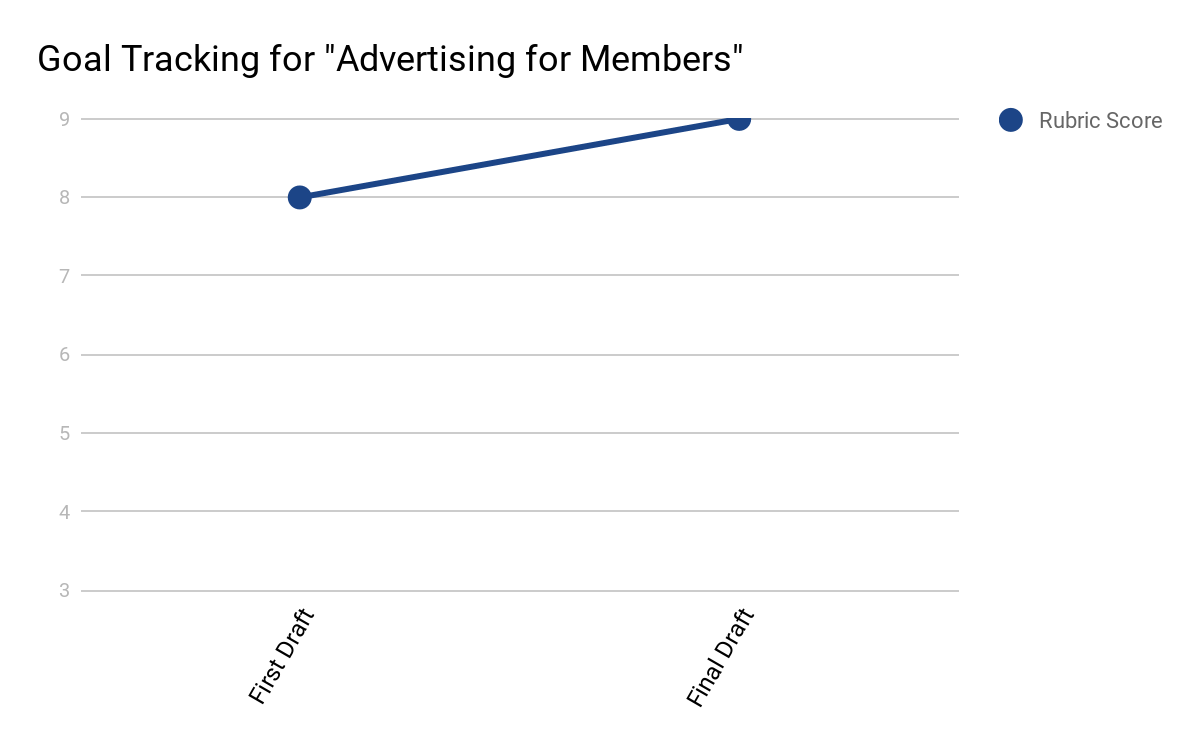 Goal Tracking for "Advertising for Members"
9
Rubric Score
8
7
6
5
4
3
First Draft
Final Draft